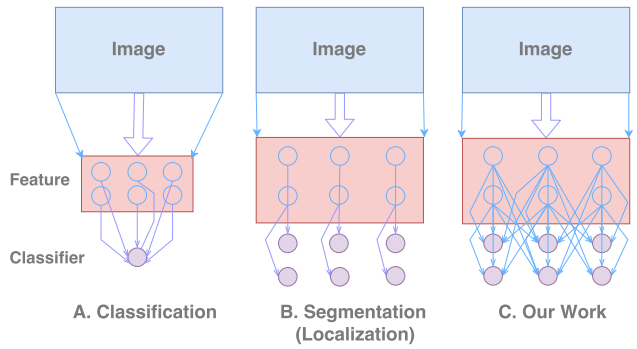 Image
Image
Image
Feature
Classifier
A. Classification
B. Segmentation
(Localization)
C. Our Work